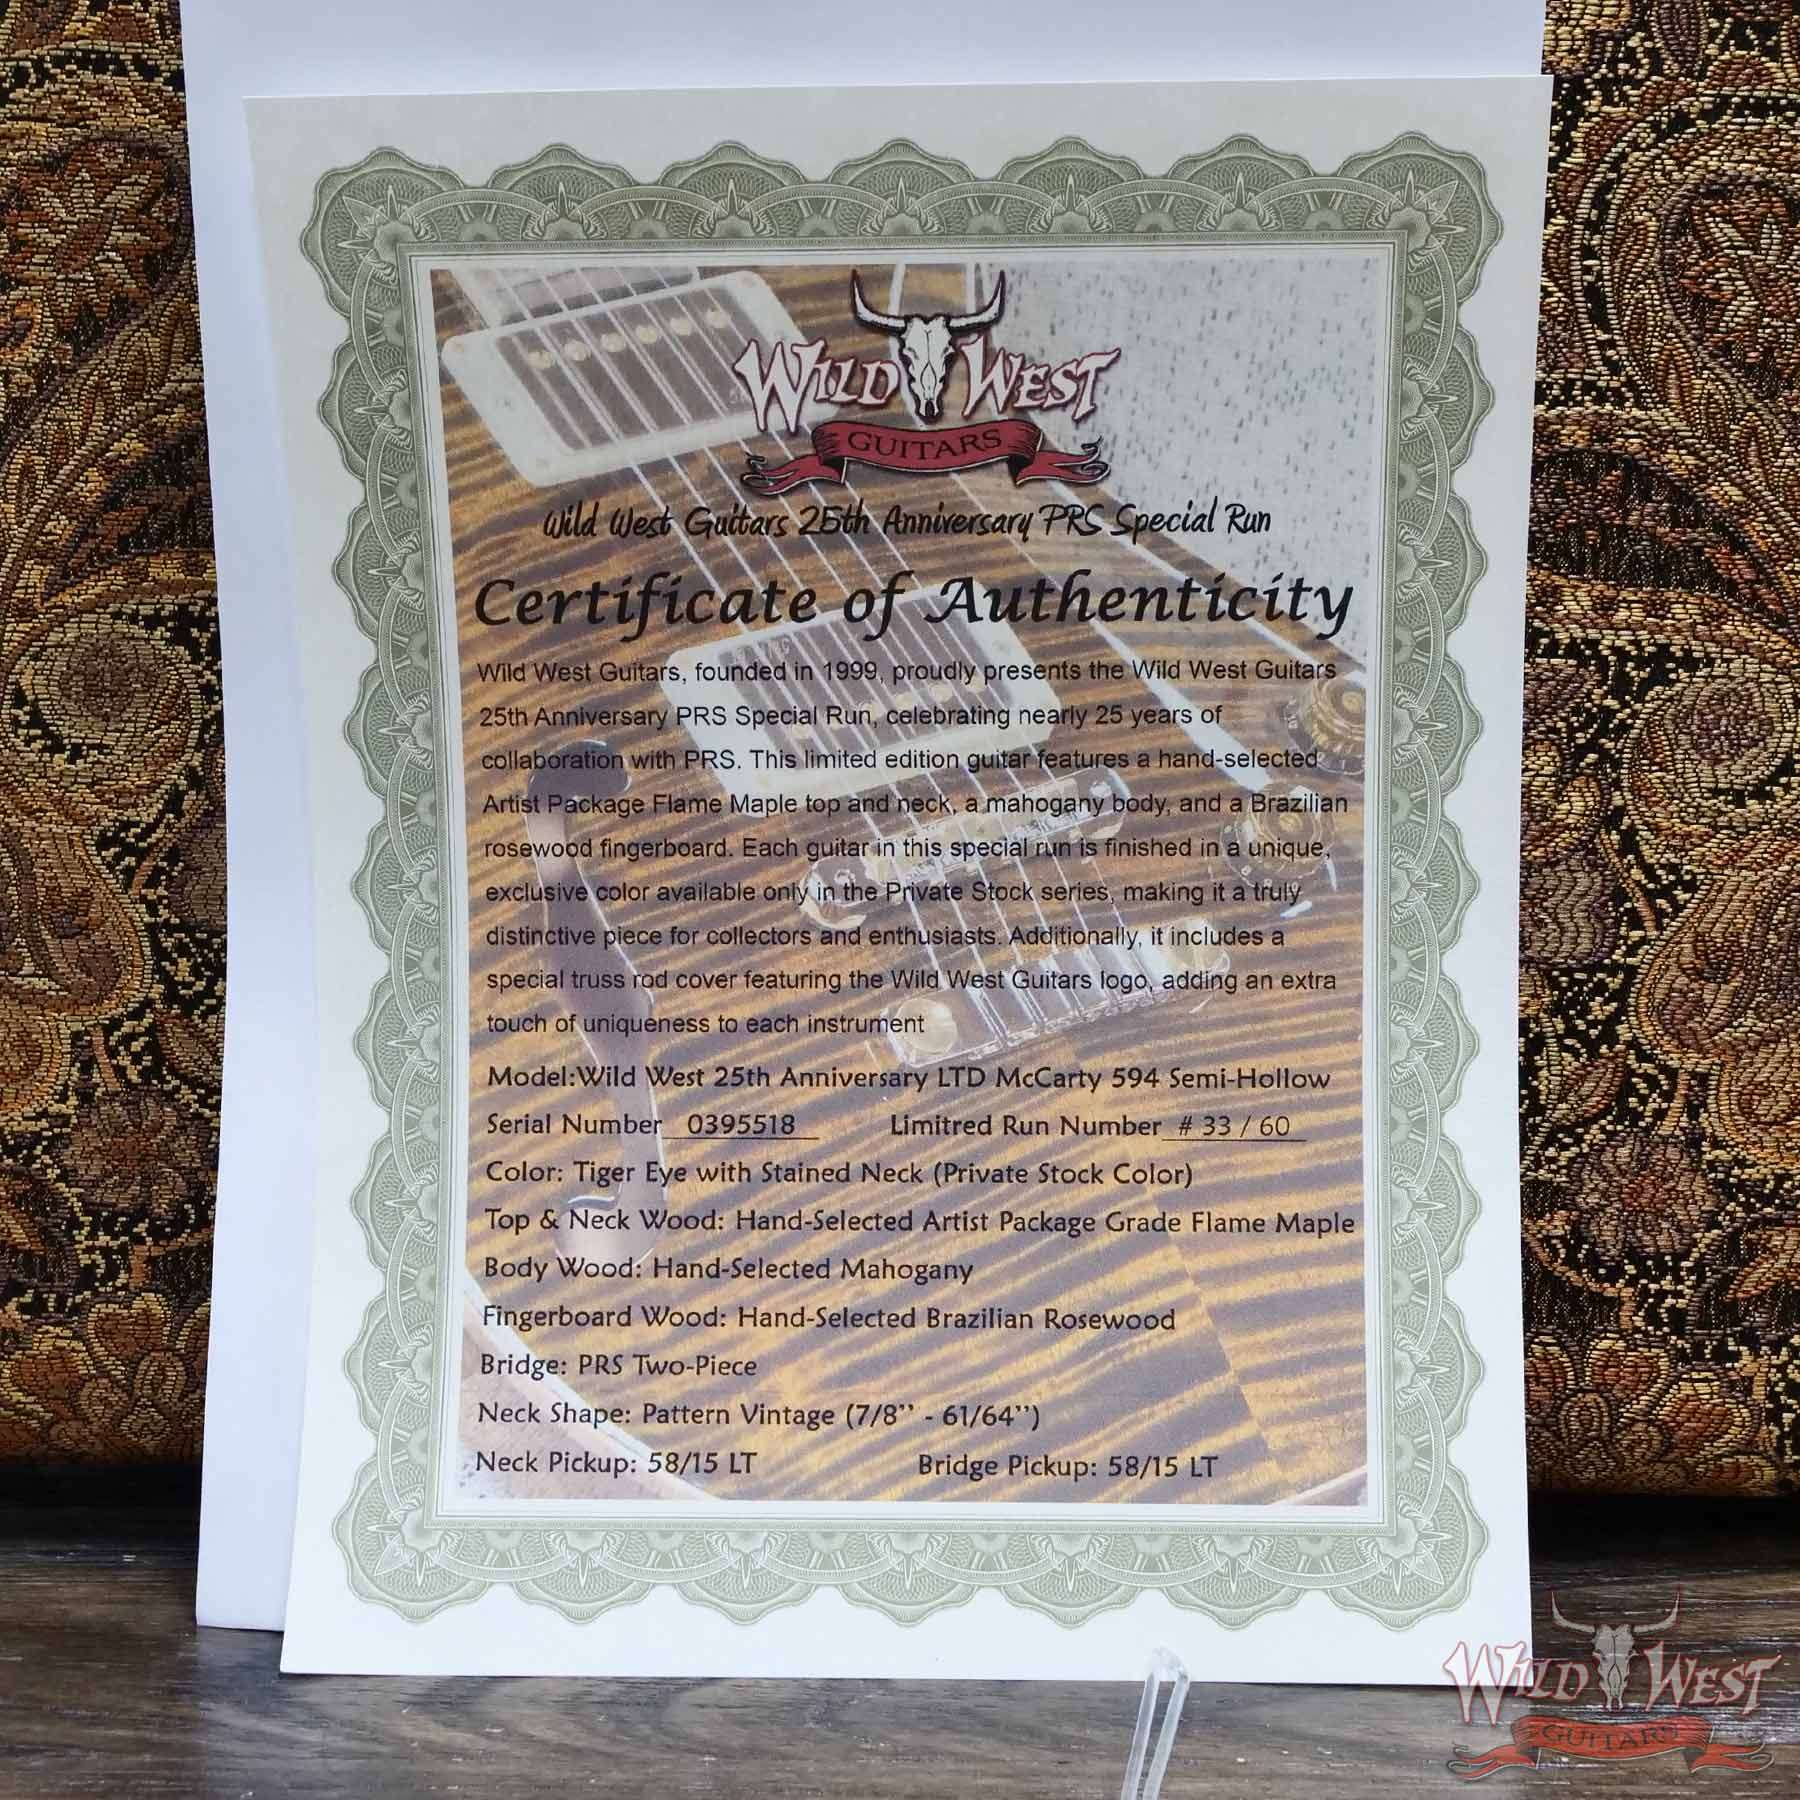 WILD WEST
GUITARS
Wild West Guitars 25th Anniversary PRS Special Run
Certificate of Authenticity
Wild West Guitars, founded in 1999, proudly presents the Wild West Guitars
25th Anniversary PRS Special Run, celebrating nearly 25 years of
collaboration with PRS. This limited edition guitar features a hand-selected
Artist Package Flame Maple top and neck, a mahogany body, and a Brazilian
rosewood fingerboard. Each guitar in this special run is finished in a unique,
exclusive color available only in the Private Stock series, making it a truly
distinctive piece for collectors and enthusiasts. Additionally, it includes a
special truss rod cover featuring the Wild West Guitars logo, adding an extra
touch of uniqueness to each instrument
Model:Wild West 25th Anniversary LTD McCarty 594 Semi-Hollow
Serial Number 0395518 Limitred Run Number # 33 / 60
Color: Tiger Eye with Stained Neck (Private Stock Color)
Top & Neck Wood: Hand-Selected Artist Package Grade Flame Maple
Body Wood: Hand-Selected Mahogany
Fingerboard Wood: Hand-Selected Brazilian Rosewood
Bridge: PRS Two-Piece
Neck Shape: Pattern Vintage (7/8’’ - 61/64’’)
Neck Pickup: 58/15 LT Bridge Pickup: 58/15 LT
WILD WEST
GUITARS